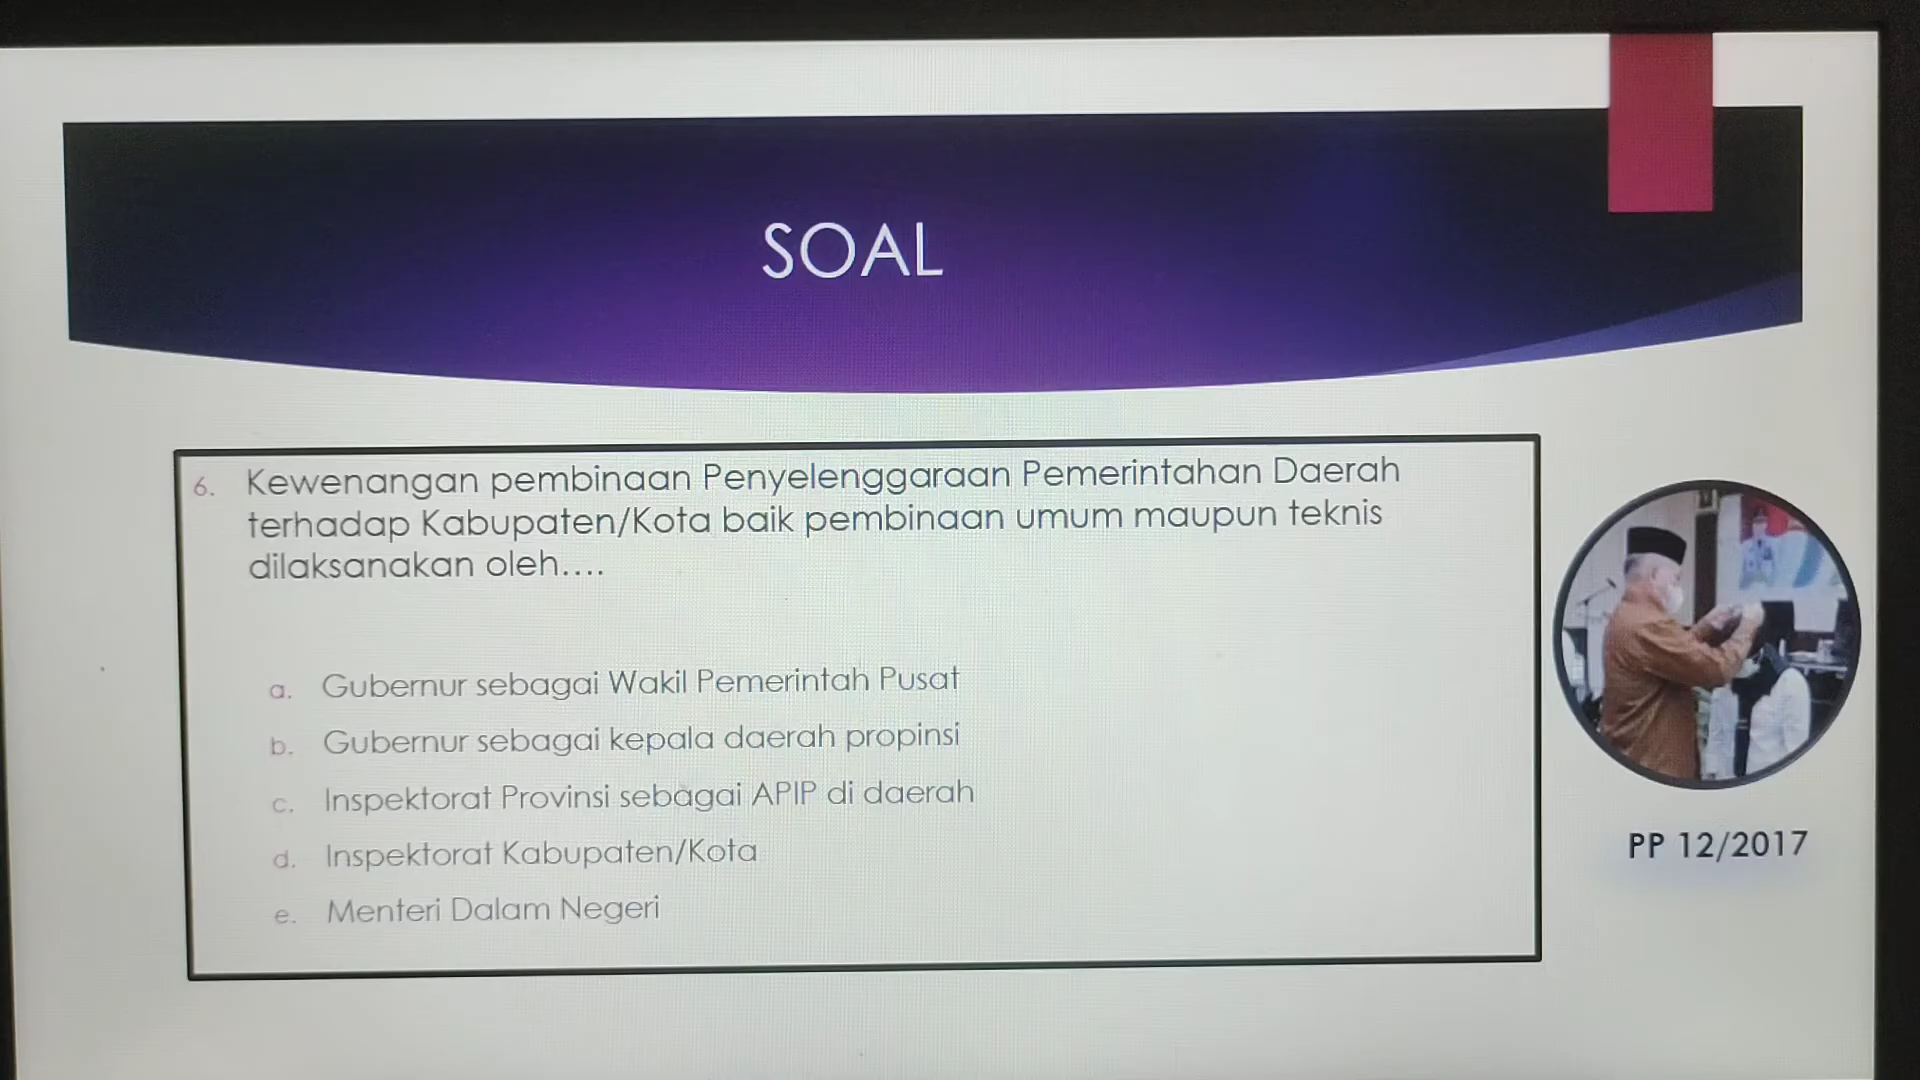 SOAL
6. Kewenangan pembinaan Penyelenggaraan Pemerintahan Daerah
terhadap Kabupaten/Kota baik pembinaan umum maupun teknis
dilaksanakan oleh....
a. Gubernur sebagai Wakil Pemerintah Pusat
b. Gubernur sebagai kepala daerah propinsi
c. Inspektorat Provinsi sebagai APIP di daerah
d. Inspektorat Kabupaten/Kota
e. Menteri Dalam Negeri
PP 12/2017